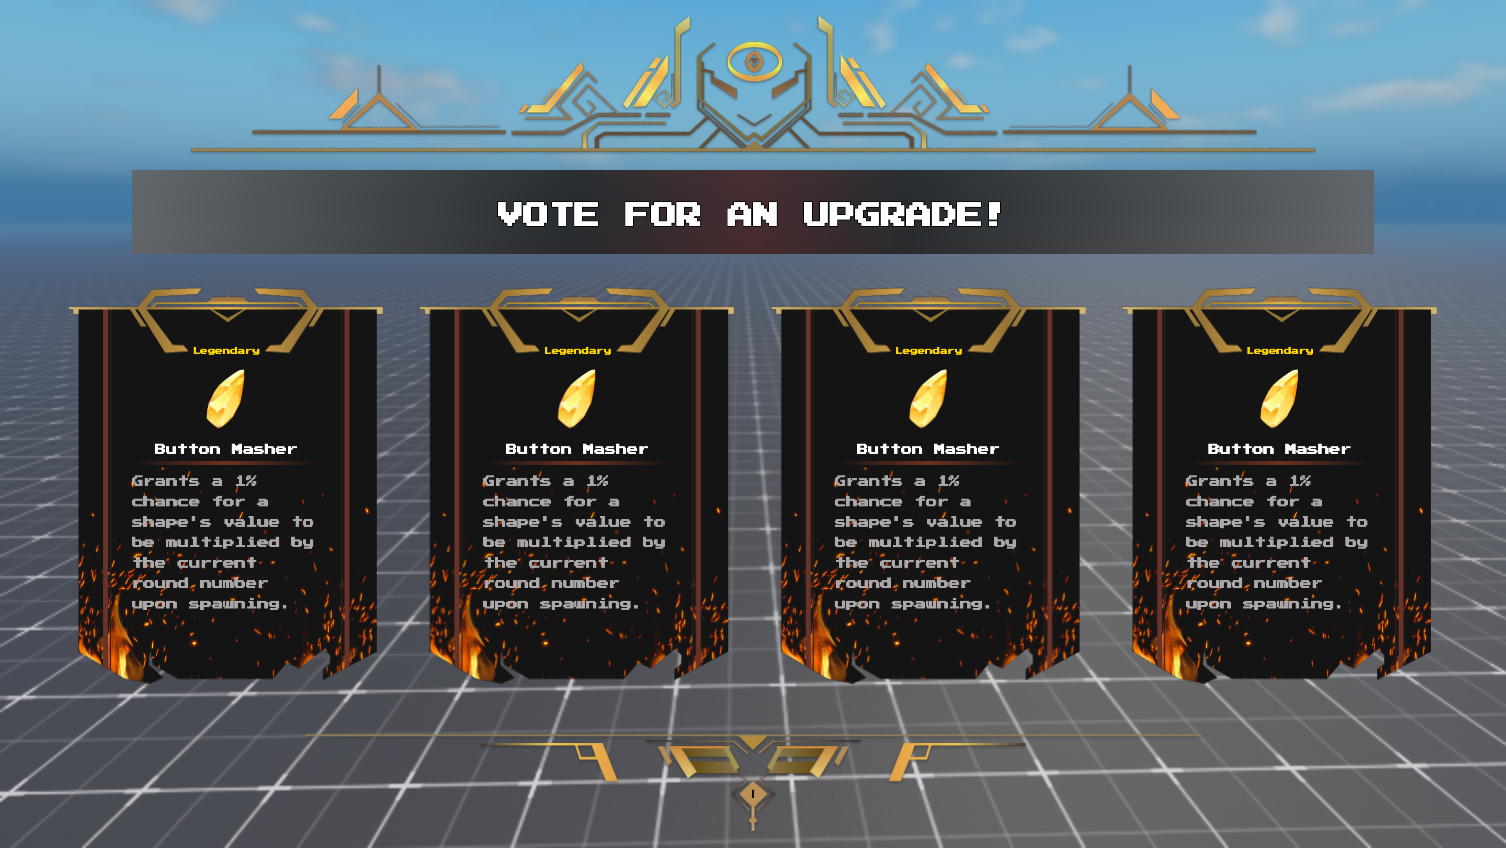 VOTE FOR AN UPGRADE!
Legendary
Button Masher
Grants a 1%
chance for a
shape's value to
be multiplied by
the current
round number
upon spawning.
Legendary
Button Masher
Grants a 1%
chance for a
shape's value to
be multiplied by
the current
round number
upon spawning.
Legendary
Button Masher
Grants a 1%
chance for a
shape's value to
be multiplied by
the current
round number
upon spawning.
Legendary
Button Masher
Grants a 1%
chance for a
shape's value to
be multiplied by
the current
round number
upon spawning.